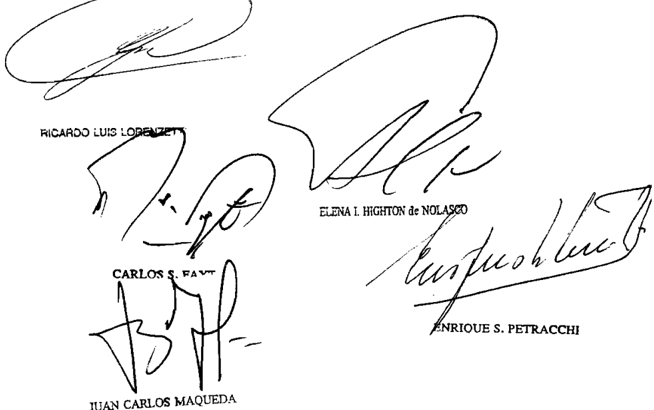 RICARDO LUIS LORENZETTI
ELENA I. HIGHTON de NOLASCO
CARLOS S. FAYT
ENRIQUE S. PETRACCHI
JUAN CARLOS MAQUEDA